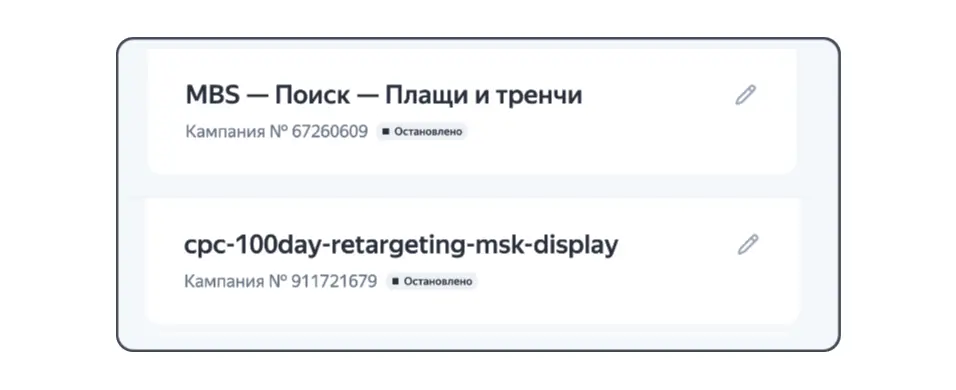 MBS — Поиск — Плащи и тренчи
Кампания № 67260609 ■ Остановлено
cpc-100day-retargeting-msk-display
Кампания № 911721679 ■ Остановлено